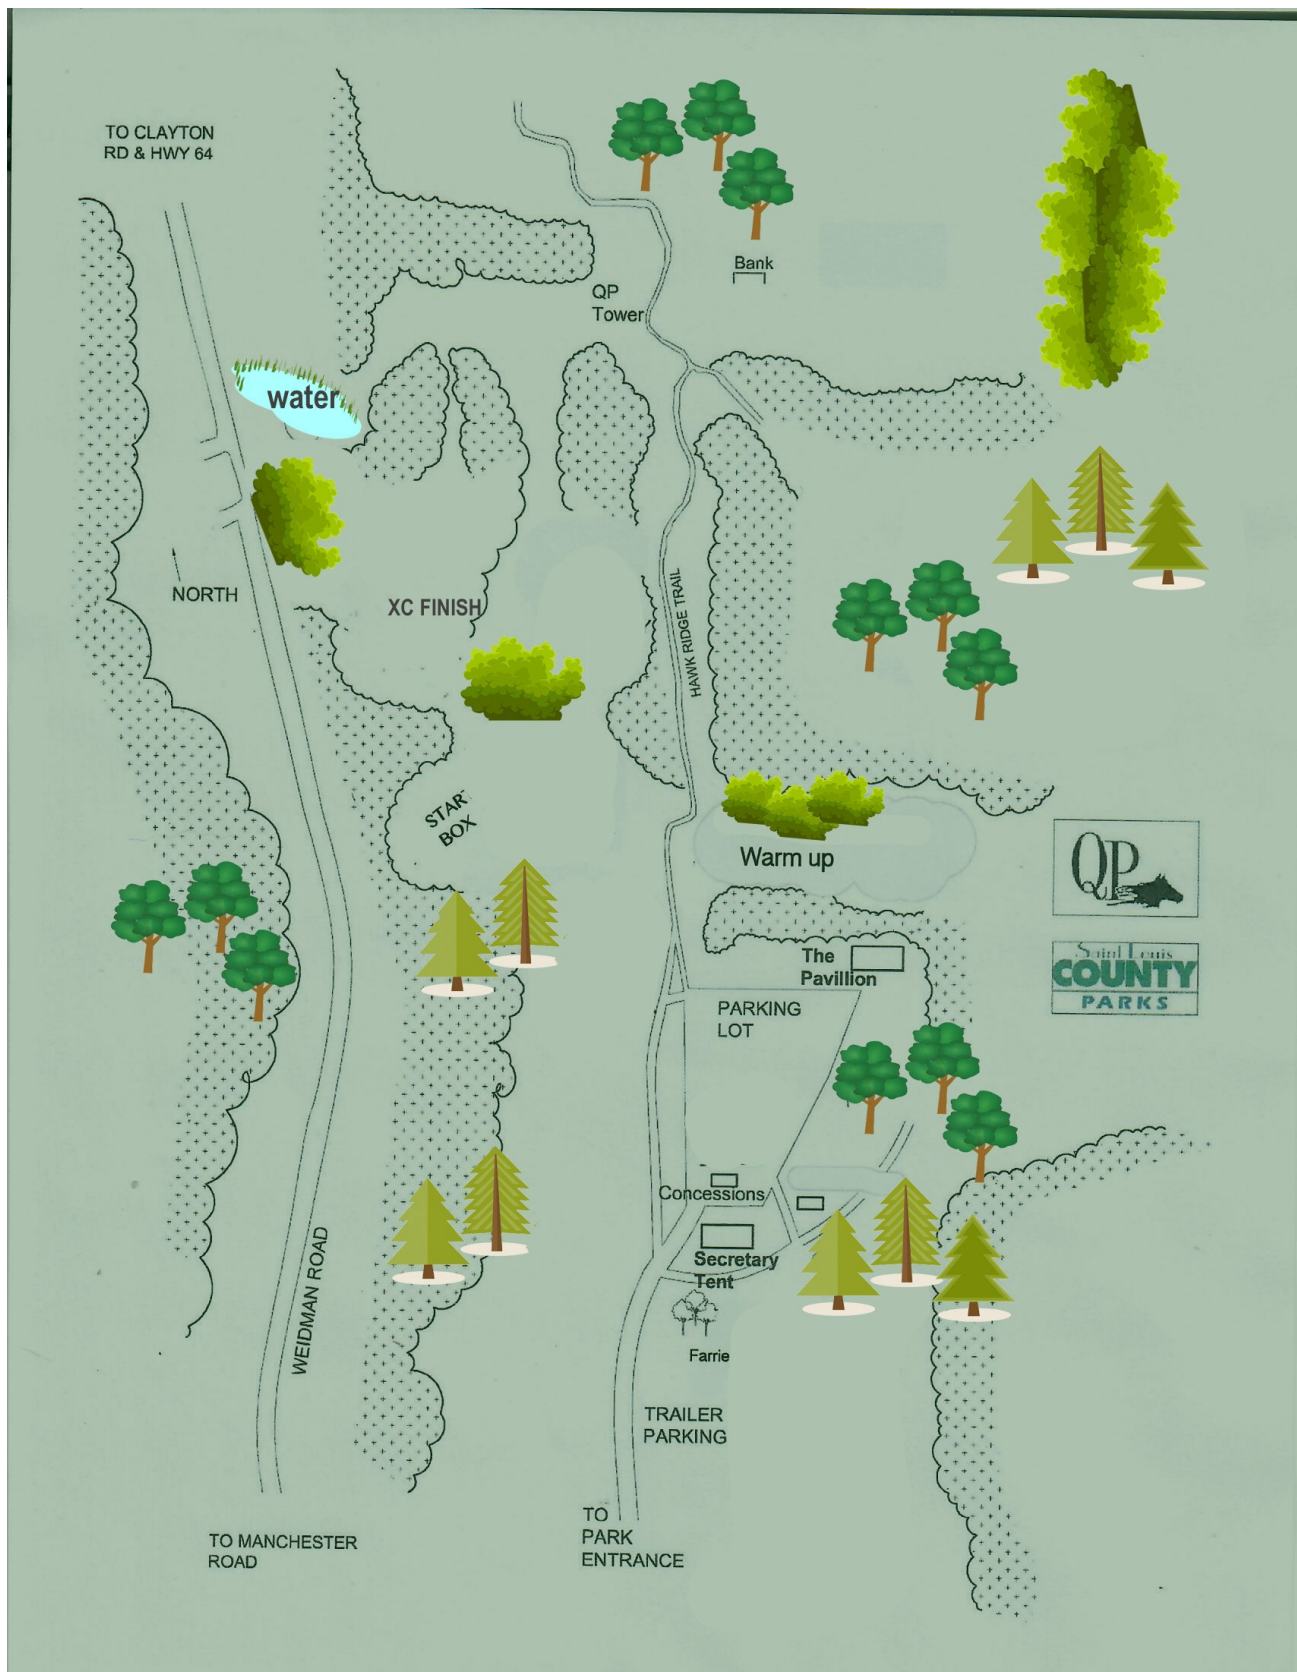 TO CLAYTON
RD & HWY 64
Bank
QP
Tower
water
NORTH
XC FINISH
HAWK RIDGE TRAIL
STAR
BOX
Warm up
QP
Saint Louis
COUNTY
PARKS
The
Pavillion
PARKING
LOT
Concessions
Secretary
Tent
WEIDMAN ROAD
Farrie
TRAILER
PARKING
TO
PARK
ENTRANCE
TO MANCHESTER
ROAD